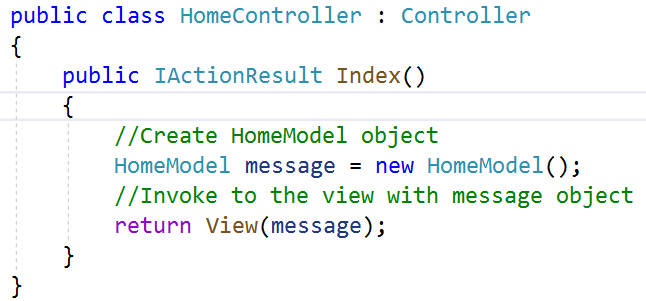 public class HomeController : Controller
{
    public IActionResult Index()
    {
        //Create HomeModel object
        HomeModel message = new HomeModel();
        //Invoke to the view with message object
        return View(message);
    }
}